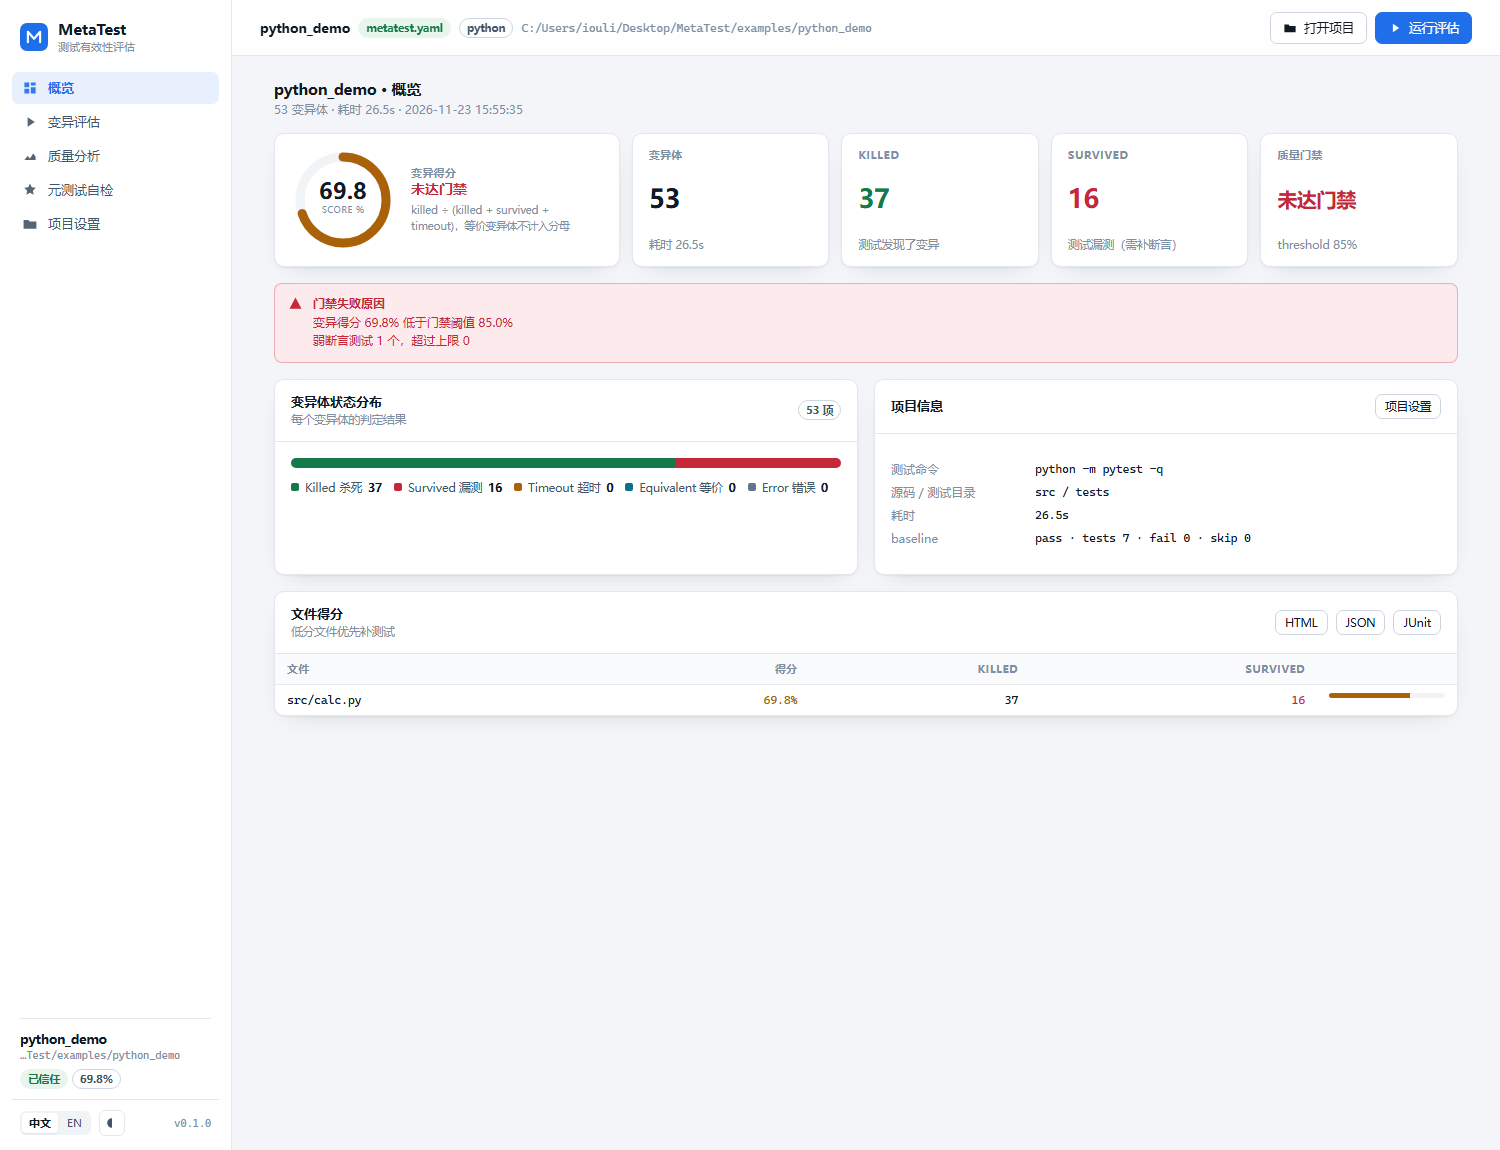 MetaTest
测试有效性评估
概览
变异评估
质量分析
元测试自检
项目设置
python_demo
…Test/examples/python_demo
已信任 69.8%
中文 EN v0.1.0
python_demo metatest.yaml python C:/Users/iouli/Desktop/MetaTest/examples/python_demo 打开项目 运行评估
python_demo • 概览
53 变异体 · 耗时 26.5s · 2026-11-23 15:55:35
69.8
SCORE %
变异得分
未达门禁
killed ÷ (killed + survived +
timeout)，等价变异体不计入分母
变异体
53
耗时 26.5s
KILLED
37
测试发现了变异
SURVIVED
16
测试漏测（需补断言）
质量门禁
未达门禁
threshold 85%
门禁失败原因
变异得分 69.8% 低于门禁阈值 85.0%
弱断言测试 1 个，超过上限 0
变异体状态分布
每个变异体的判定结果
53 项
Killed 杀死 37 Survived 漏测 16 Timeout 超时 0 Equivalent 等价 0 Error 错误 0
项目信息
项目设置
测试命令 python -m pytest -q
源码 / 测试目录 src / tests
耗时 26.5s
baseline pass · tests 7 · fail 0 · skip 0
文件得分
低分文件优先补测试
HTML JSON JUnit
文件 得分 KILLED SURVIVED
src/calc.py 69.8% 37 16